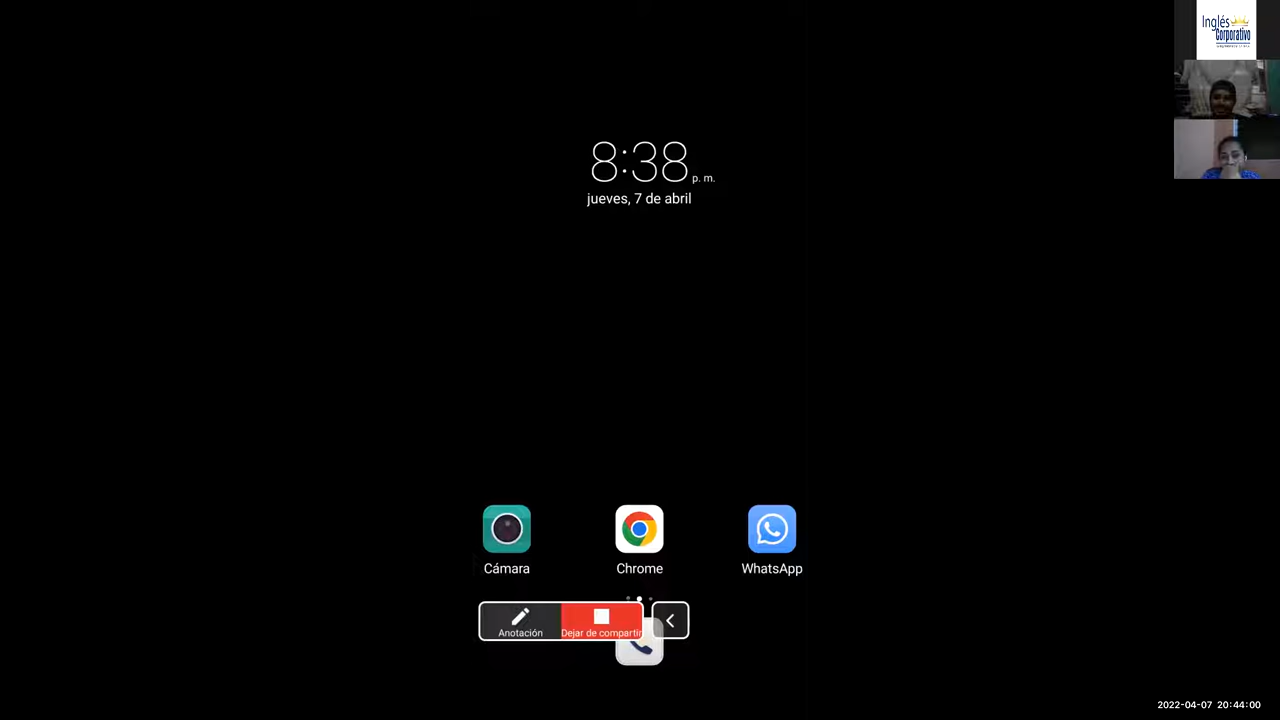 Inglés
Corporativo
8:38 p. m.
jueves, 7 de abril
Cámara
Chrome
WhatsApp
Anotación
Dejar de compartir
2022-04-07 20:44:00